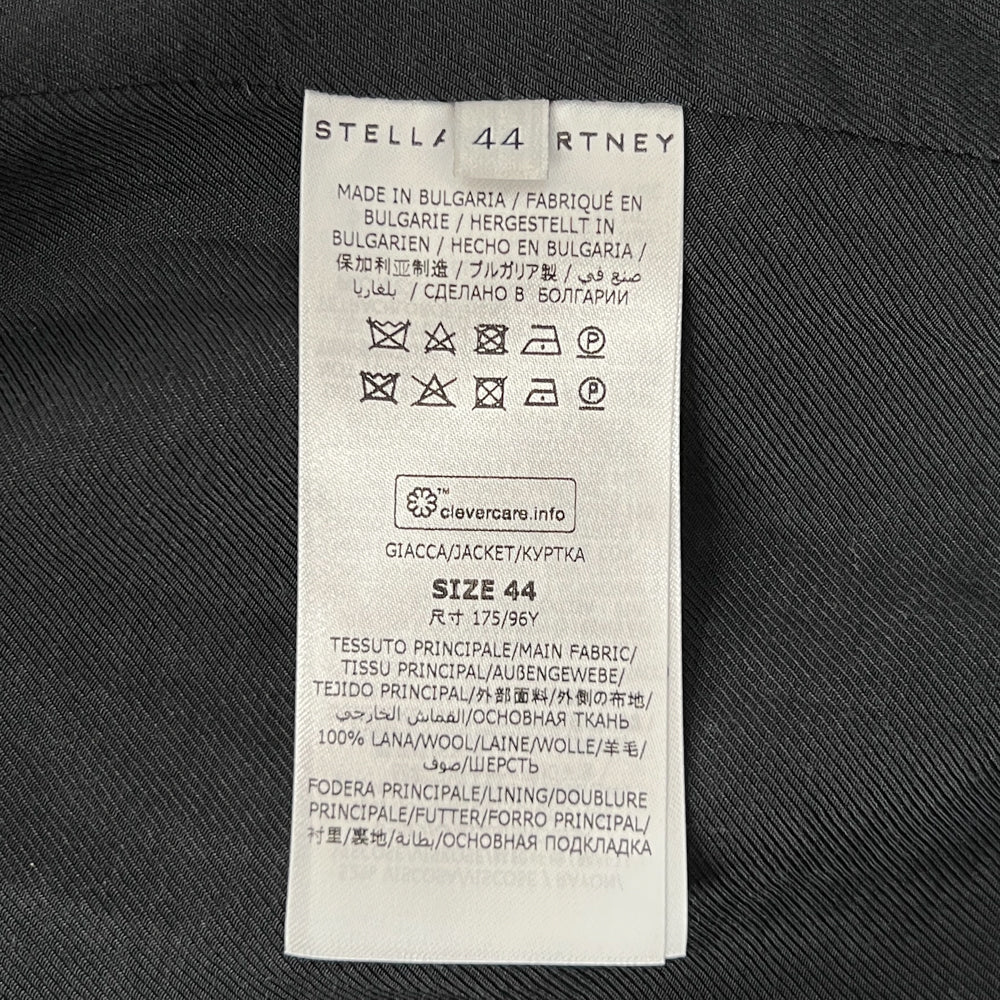 STELLA 44 RTNEY
MADE IN BULGARIA / FABRIQUÉ EN
BULGARIE / HERGESTELLT IN
BULGARIEN / HECHO EN BULGARIA /
保加利亚制造 / ブルガリア製 / صنع في
بلغاريا / СДЕЛАНО В БОЛГАРИИ
P
P
™
clevercare.info
GIACCA/JACKET/КУРТКА
SIZE 44
尺寸 175/96Y
TESSUTO PRINCIPALE/MAIN FABRIC/
TISSU PRINCIPAL/AUßENGEWEBE/
TEJIDO PRINCIPAL/外部面料/外側の布地/
القماش الخارجي/ОСНОВНАЯ ТКАНЬ
100% LANA/WOOL/LAINE/WOLLE/羊毛/
صوف/ШЕРСТЬ
FODERA PRINCIPALE/LINING/DOUBLURE
PRINCIPALE/FUTTER/FORRO PRINCIPAL/
衬里/裏地/بطانة/ОСНОВНАЯ ПОДКЛАДКА